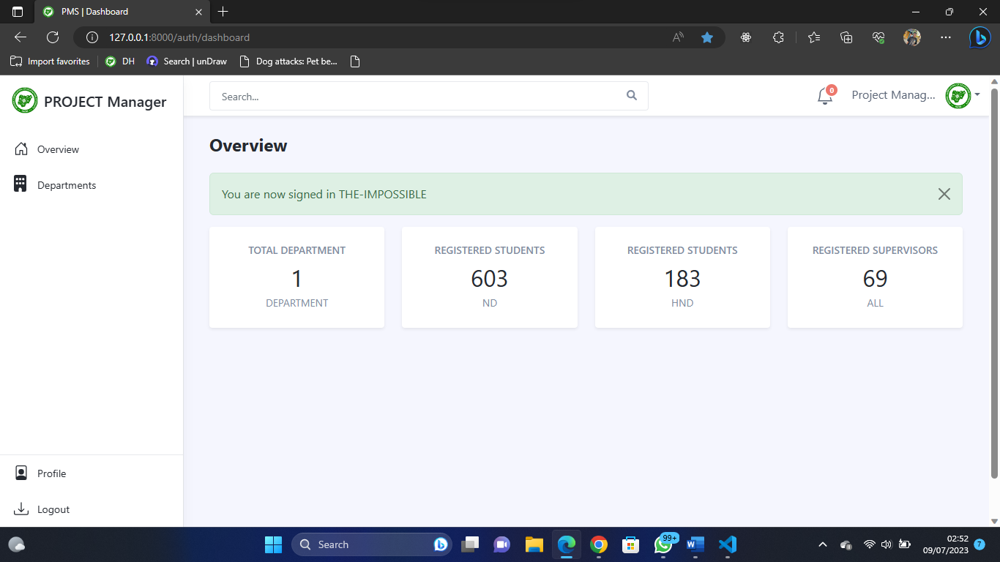 PMS | Dashboard
127.0.0.1:8000/auth/dashboard
Import favorites
DH
Search | unDraw
Dog attacks: Pet be...
PROJECT Manager
Search...
0
Project Manag...
Overview
Departments
Overview
You are now signed in THE-IMPOSSIBLE
TOTAL DEPARTMENT
1
DEPARTMENT
REGISTERED STUDENTS
603
ND
REGISTERED STUDENTS
183
HND
REGISTERED SUPERVISORS
69
ALL
Profile
Logout
Search
99+
02:52
09/07/2023
7